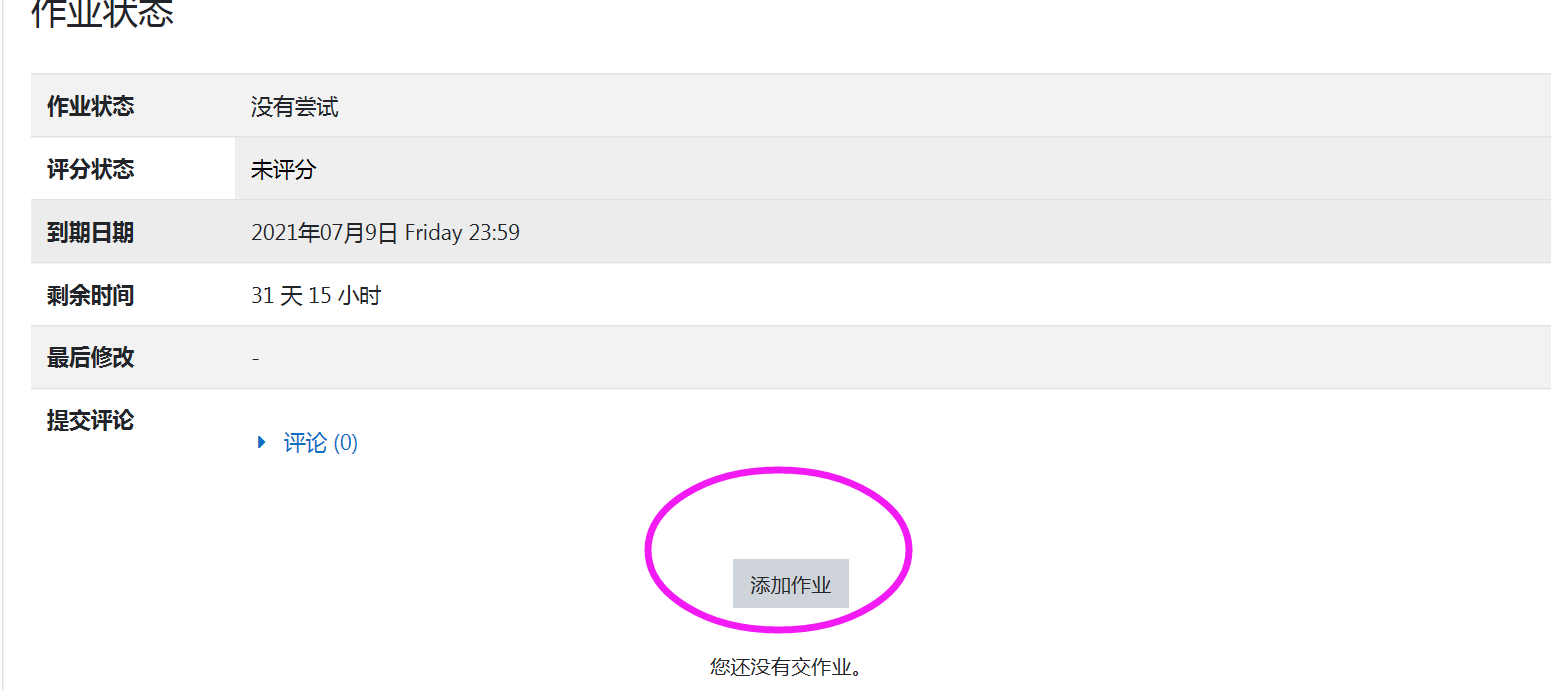 作业状态
作业状态 没有尝试
评分状态 未评分
到期日期 2021年07月9日 Friday 23:59
剩余时间 31 天 15 小时
最后修改 -
提交评论
评论 (0)
添加作业
您还没有交作业。